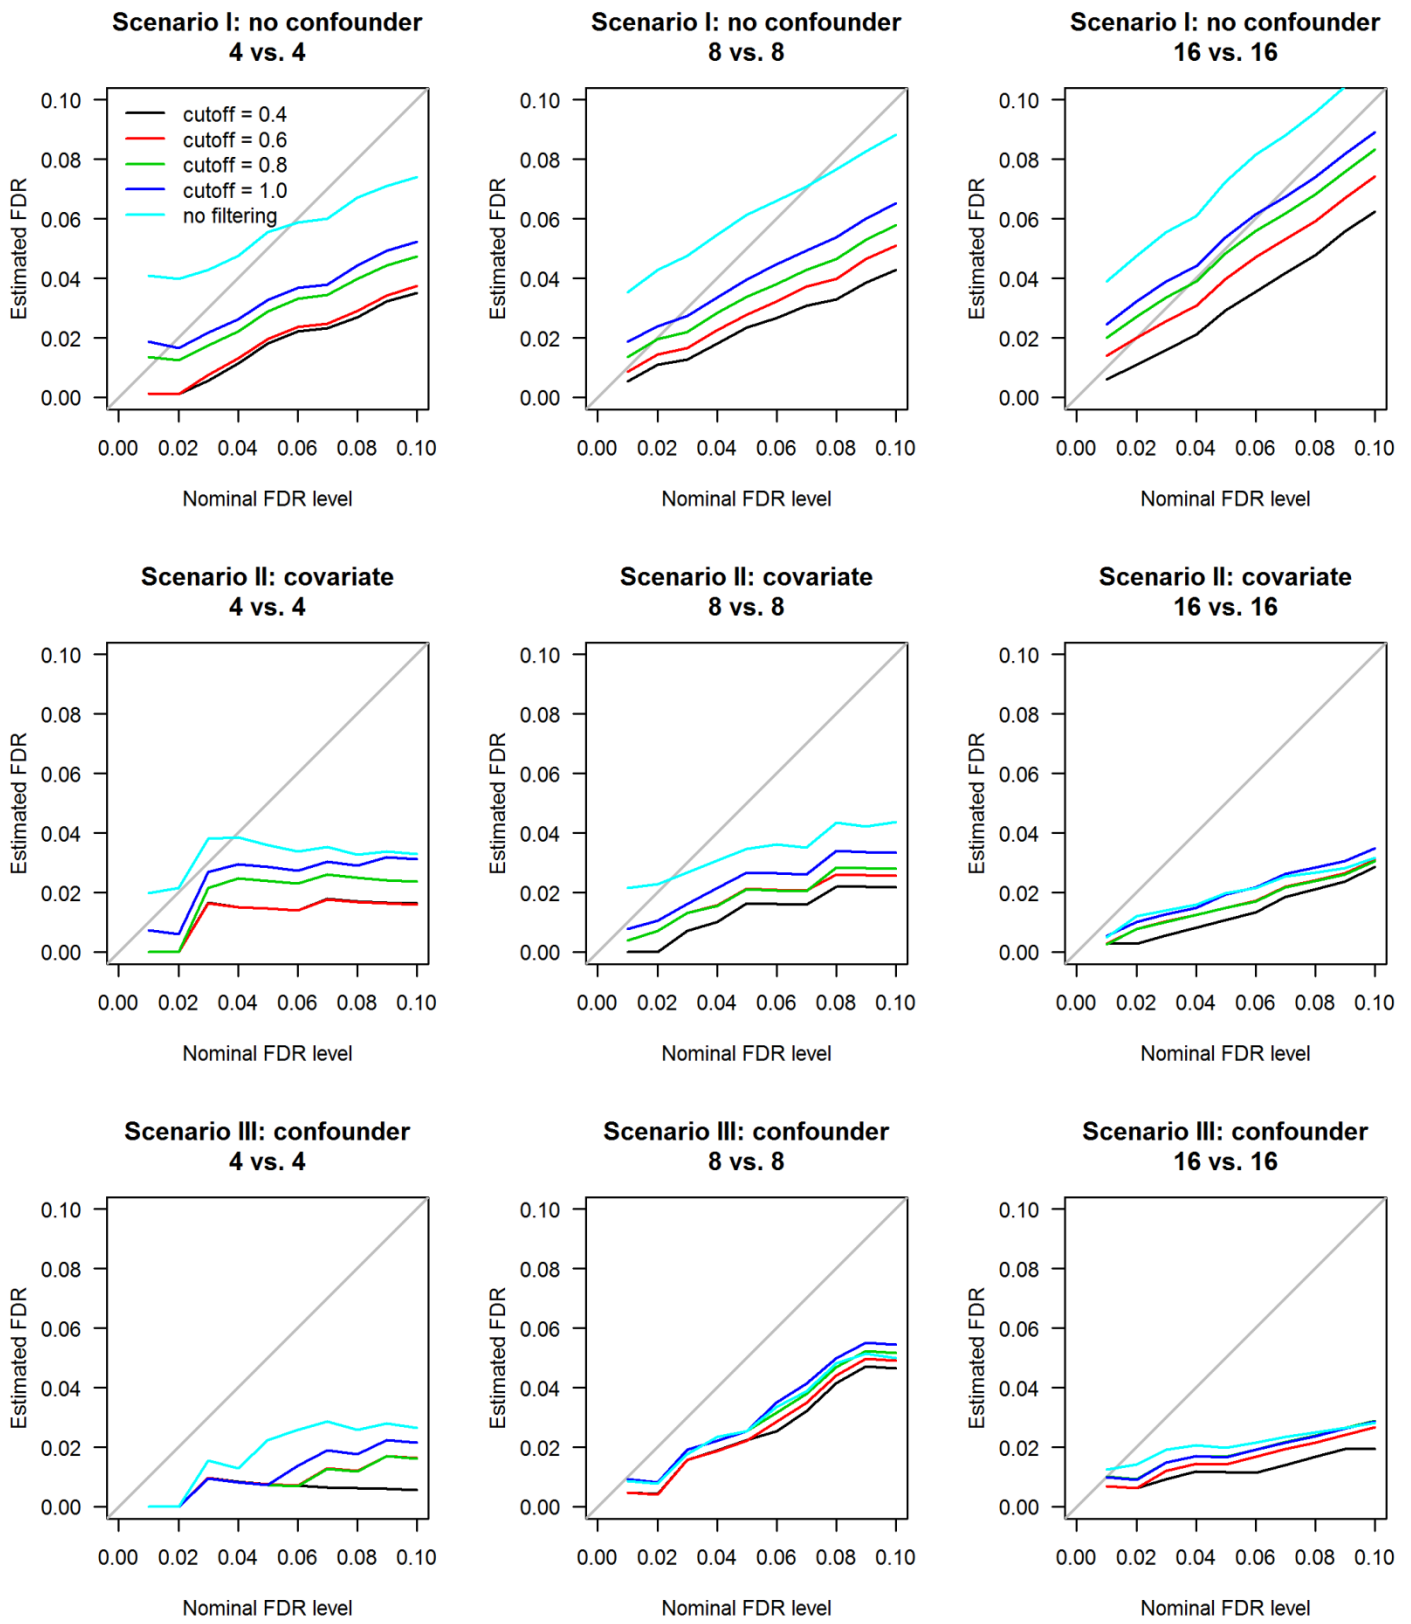 Scenario I: no confounder
4 vs. 4
Scenario I: no confounder
8 vs. 8
Scenario I: no confounder
16 vs. 16
Estimated FDR
0.10
0.08
0.06
0.04
0.02
0.00
cutoff = 0.4
cutoff = 0.6
cutoff = 0.8
cutoff = 1.0
no filtering
0.00 0.02 0.04 0.06 0.08 0.10
Nominal FDR level
Estimated FDR
0.10
0.08
0.06
0.04
0.02
0.00
0.00 0.02 0.04 0.06 0.08 0.10
Nominal FDR level
Estimated FDR
0.10
0.08
0.06
0.04
0.02
0.00
0.00 0.02 0.04 0.06 0.08 0.10
Nominal FDR level
Scenario II: covariate
4 vs. 4
Scenario II: covariate
8 vs. 8
Scenario II: covariate
16 vs. 16
Estimated FDR
0.10
0.08
0.06
0.04
0.02
0.00
0.00 0.02 0.04 0.06 0.08 0.10
Nominal FDR level
Estimated FDR
0.10
0.08
0.06
0.04
0.02
0.00
0.00 0.02 0.04 0.06 0.08 0.10
Nominal FDR level
Estimated FDR
0.10
0.08
0.06
0.04
0.02
0.00
0.00 0.02 0.04 0.06 0.08 0.10
Nominal FDR level
Scenario III: confounder
4 vs. 4
Scenario III: confounder
8 vs. 8
Scenario III: confounder
16 vs. 16
Estimated FDR
0.10
0.08
0.06
0.04
0.02
0.00
0.00 0.02 0.04 0.06 0.08 0.10
Nominal FDR level
Estimated FDR
0.10
0.08
0.06
0.04
0.02
0.00
0.00 0.02 0.04 0.06 0.08 0.10
Nominal FDR level
Estimated FDR
0.10
0.08
0.06
0.04
0.02
0.00
0.00 0.02 0.04 0.06 0.08 0.10
Nominal FDR level